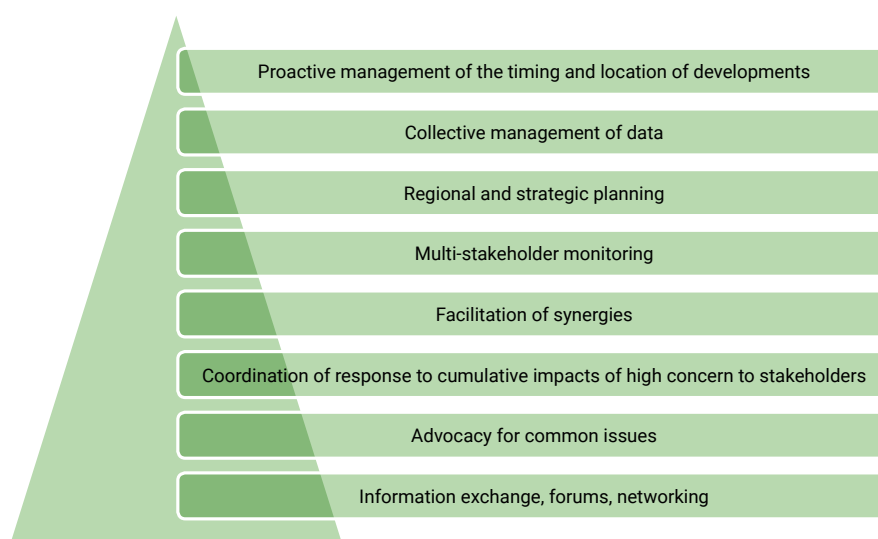 Proactive management of the timing and location of developments
Collective management of data
Regional and strategic planning
Multi-stakeholder monitoring
Facilitation of synergies
Coordination of response to cumulative impacts of high concern to stakeholders
Advocacy for common issues
Information exchange, forums, networking